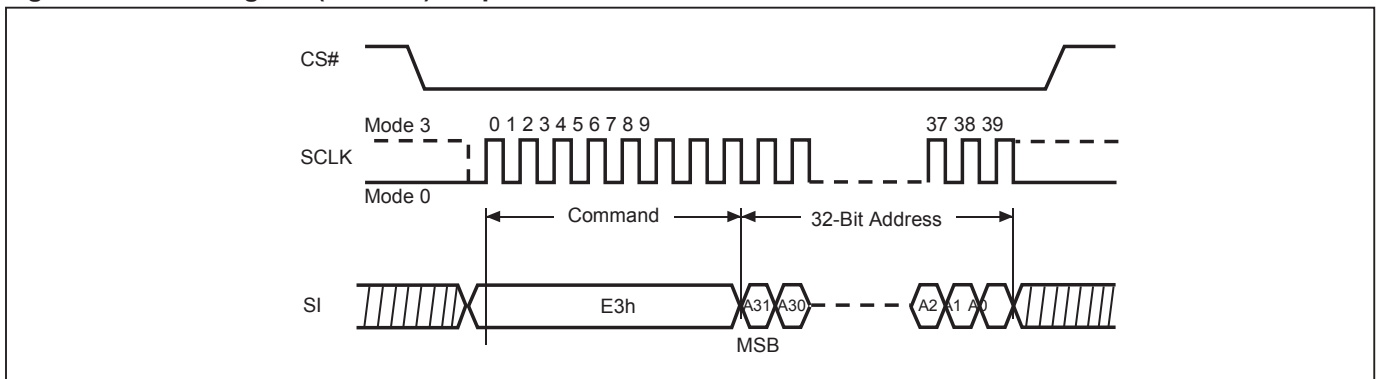 CS#
Mode 3
0 1 2 3 4 5 6 7 8 9
37 38 39
SCLK
Mode 0
Command
32-Bit Address
SI
E3h
A31
A30
A2
A1
A0
MSB